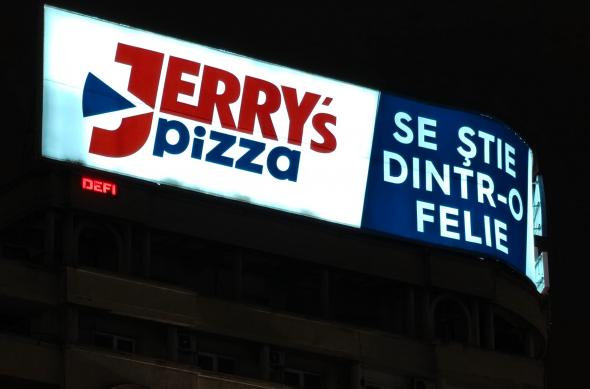 JERRY's
pizza
SE ŞTIE
DINTR-O
FELIE
DEFI